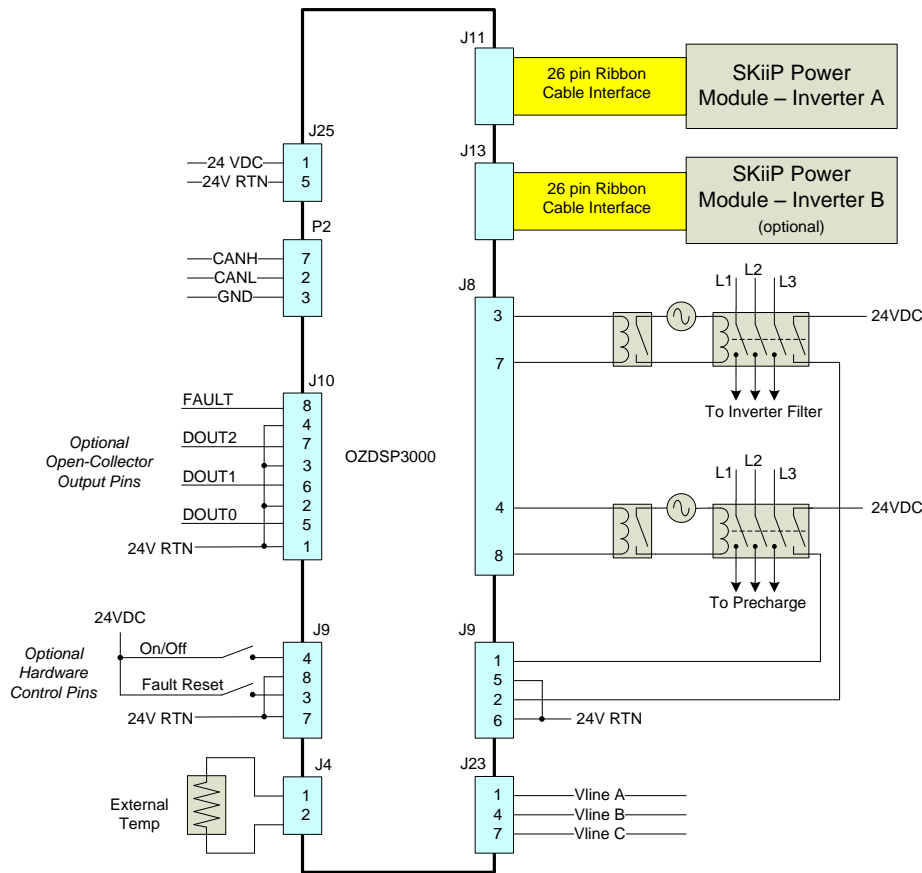 J11
26 pin Ribbon
Cable Interface
SKiiP Power
Module – Inverter A
J25
24 VDC
1
24V RTN
5
J13
26 pin Ribbon
Cable Interface
SKiiP Power
Module – Inverter B
(optional)
P2
CANH
7
CANL
2
GND
3
J8
L1
L2
L3
3
24VDC
7
To Inverter Filter
J10
FAULT
8
4
DOUT2
7
3
DOUT1
6
2
DOUT0
5
24V RTN
1
Optional
Open-Collector
Output Pins
OZDSP3000
L1
L2
L3
4
24VDC
8
To Precharge
24VDC
J9
Optional
Hardware
Control Pins
On/Off
4
8
Fault Reset
3
24V RTN
7
J9
1
5
2
6
24V RTN
J4
External
Temp
1
2
J23
1
Vline A
4
Vline B
7
Vline C